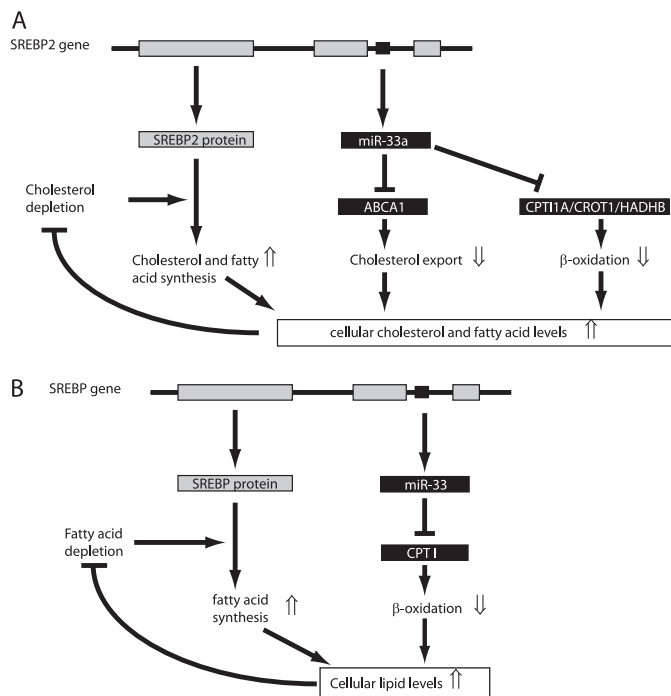 A
SREBP2 gene
SREBP2 protein
miR-33a
Cholesterol
depletion
ABCA1
CPTI1A/CROT1/HADHB
Cholesterol and fatty ⇑
acid synthesis
Cholesterol export ⇓
β-oxidation ⇓
cellular cholesterol and fatty acid levels ⇑
B
SREBP gene
SREBP protein
miR-33
Fatty acid
depletion
CPT I
fatty acid
synthesis ⇑
β-oxidation ⇓
Cellular lipid levels ⇑